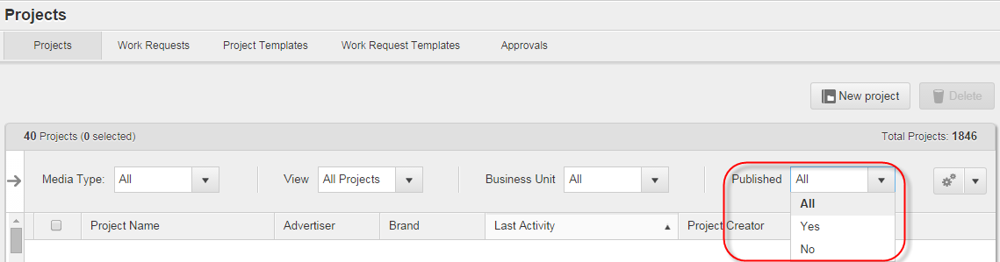 Projects
Projects Work Requests Project Templates Work Request Templates Approvals
New project Delete
40 Projects (0 selected) Total Projects: 1846
Media Type: All View All Projects Business Unit All Published All
All
Project Name Advertiser Brand Last Activity Project Creator
Yes
No